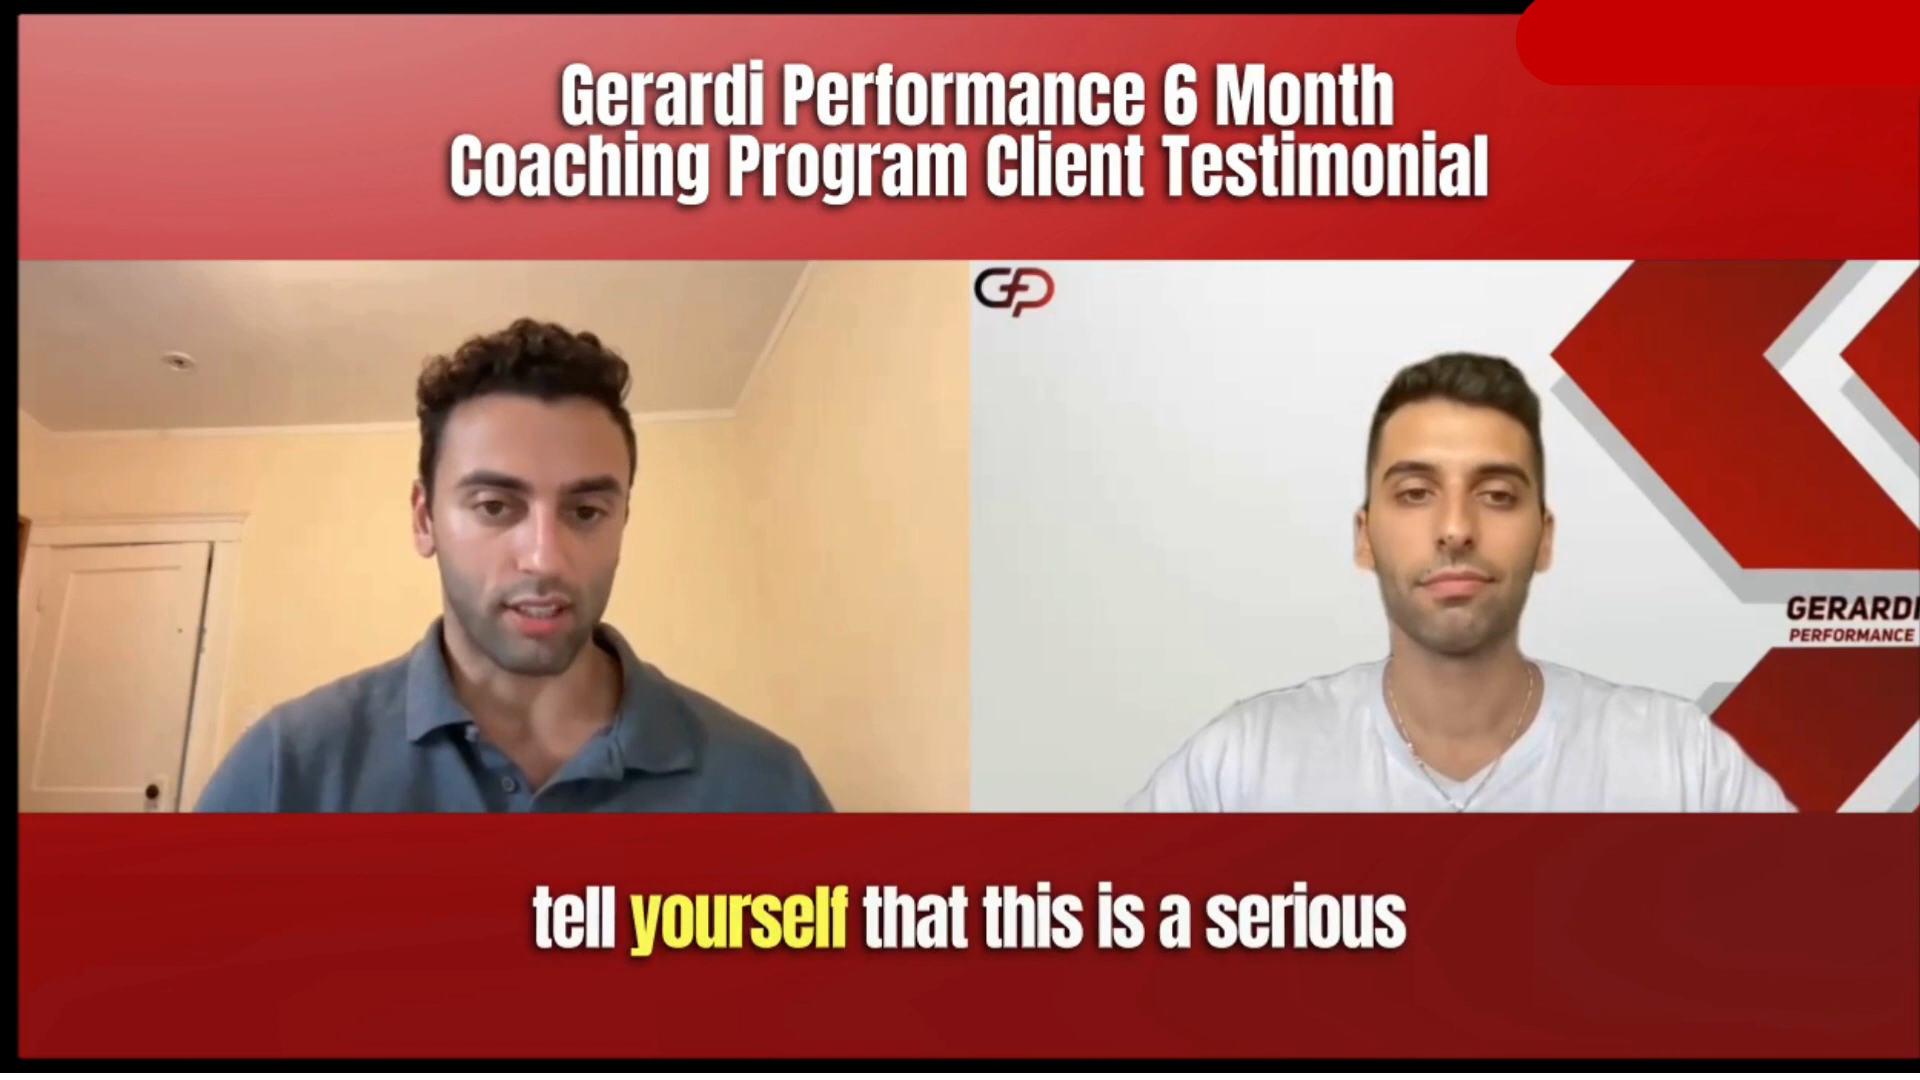 Gerardi Performance 6 Month
Coaching Program Client Testimonial
GP
GERARDI
PERFORMANCE
tell yourself that this is a serious